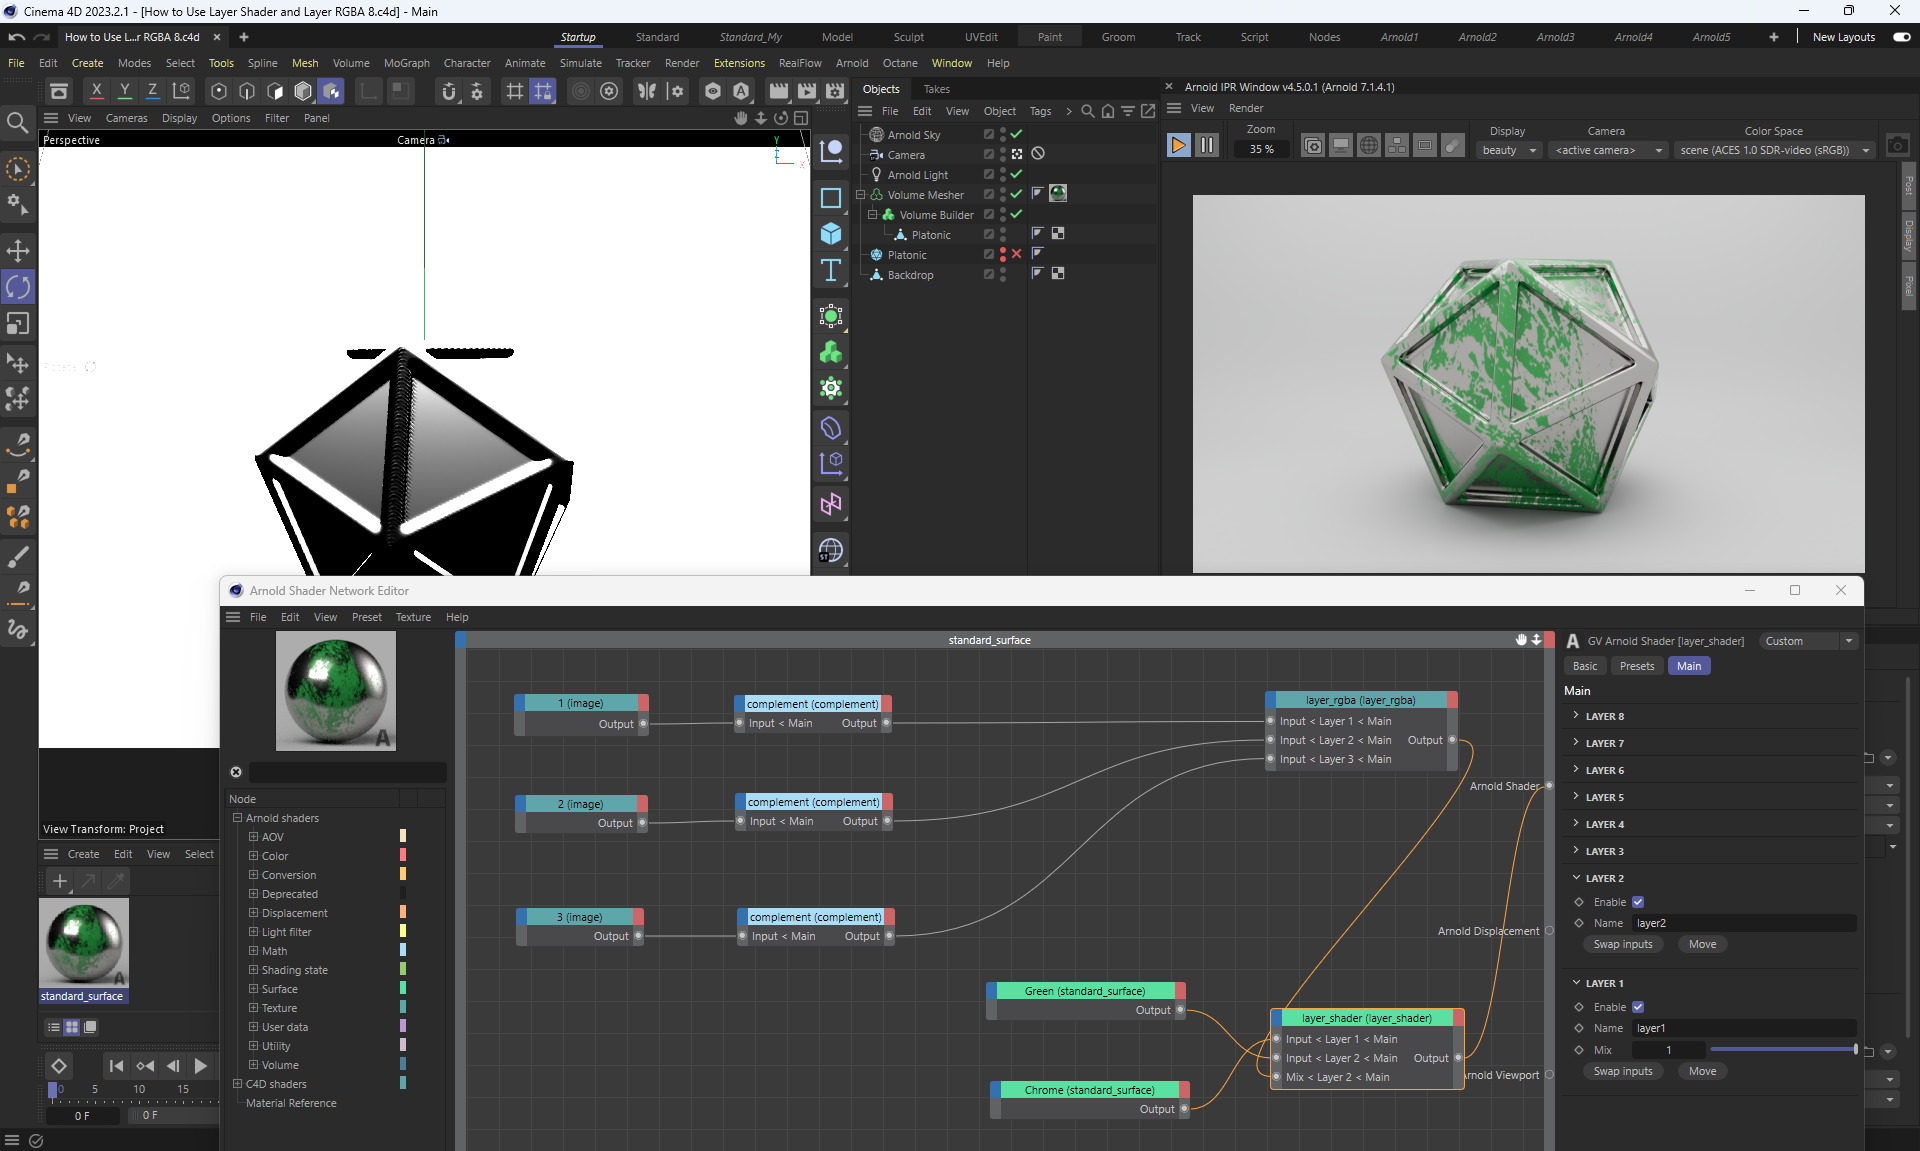 Cinema 4D 2023.2.1 - [How to Use Layer Shader and Layer RGBA 8.c4d] - Main
How to Use L...r RGBA 8.c4d
Startup Standard Standard_My Model Sculpt UVEdit Paint Groom Track Script Nodes Arnold1 Arnold2 Arnold3 Arnold4 Arnold5 New Layouts
File Edit Create Modes Select Tools Spline Mesh Volume MoGraph Character Animate Simulate Tracker Render Extensions RealFlow Arnold Octane Window Help
X Y Z
View Cameras Display Options Filter Panel
Perspective
Camera
Y
X
View Transform: Project
Objects Takes
File Edit View Object Tags
Arnold Sky
Camera
Arnold Light
Volume Mesher
Volume Builder
Platonic
Platonic
Backdrop
Arnold IPR Window v4.5.0.1 (Arnold 7.1.4.1)
View Render
Zoom Display Camera Color Space
35 % beauty <active camera> scene (ACES 1.0 SDR-video (sRGB))
Post
Display
Pixel
ST
Create Edit View Select
standard_surface
0 5 10 15
0 F 0 F
Arnold Shader Network Editor
File Edit View Preset Texture Help
Node
Arnold shaders
AOV
Color
Conversion
Deprecated
Displacement
Light filter
Math
Shading state
Surface
Texture
User data
Utility
Volume
C4D shaders
Material Reference
standard_surface
1 (image)
Output
complement (complement)
Input < Main Output
2 (image)
Output
complement (complement)
Input < Main Output
3 (image)
Output
complement (complement)
Input < Main Output
layer_rgba (layer_rgba)
Input < Layer 1 < Main
Input < Layer 2 < Main Output
Input < Layer 3 < Main
Arnold Shader
Arnold Displacement
Green (standard_surface)
Output
Chrome (standard_surface)
Output
layer_shader (layer_shader)
Input < Layer 1 < Main
Input < Layer 2 < Main Output
Mix < Layer 2 < Main
Arnold Viewport
GV Arnold Shader [layer_shader] Custom
Basic Presets Main
Main
LAYER 8
LAYER 7
LAYER 6
LAYER 5
LAYER 4
LAYER 3
LAYER 2
Enable
Name layer2
Swap inputs Move
LAYER 1
Enable
Name layer1
Mix 1
Swap inputs Move